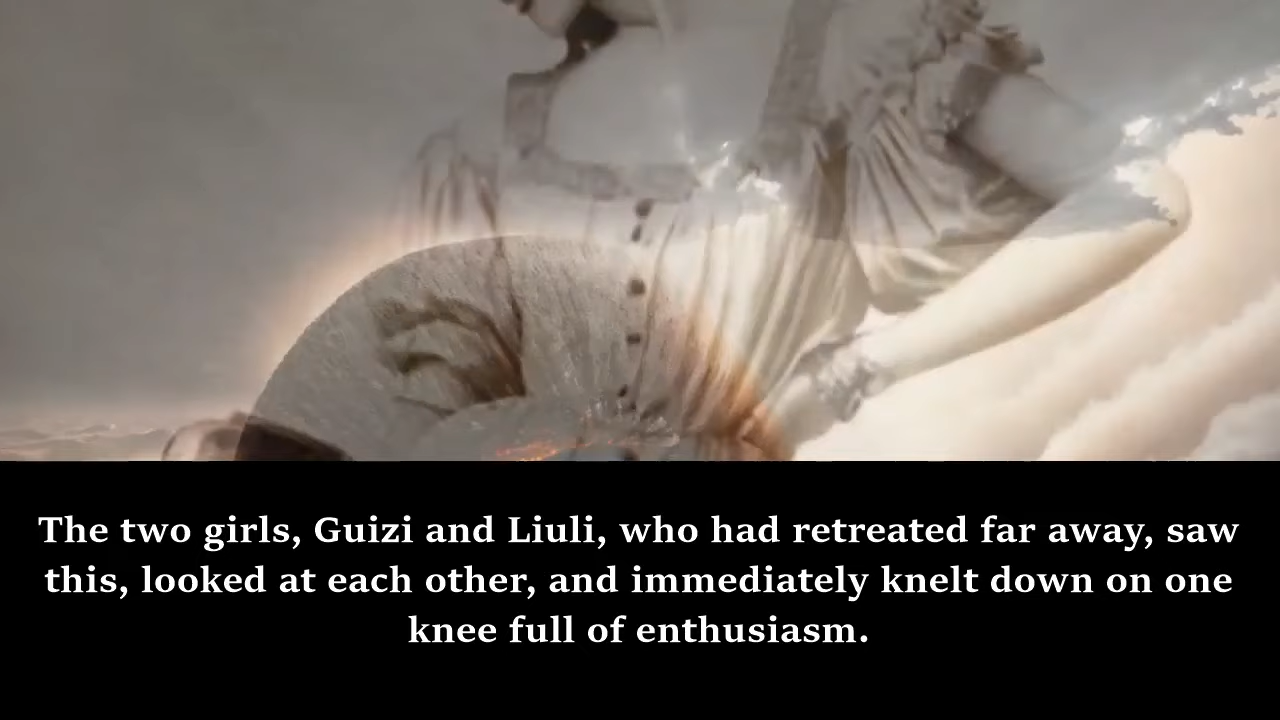 The two girls, Guizi and Liuli, who had retreated far away, saw
this, looked at each other, and immediately knelt down on one
knee full of enthusiasm.